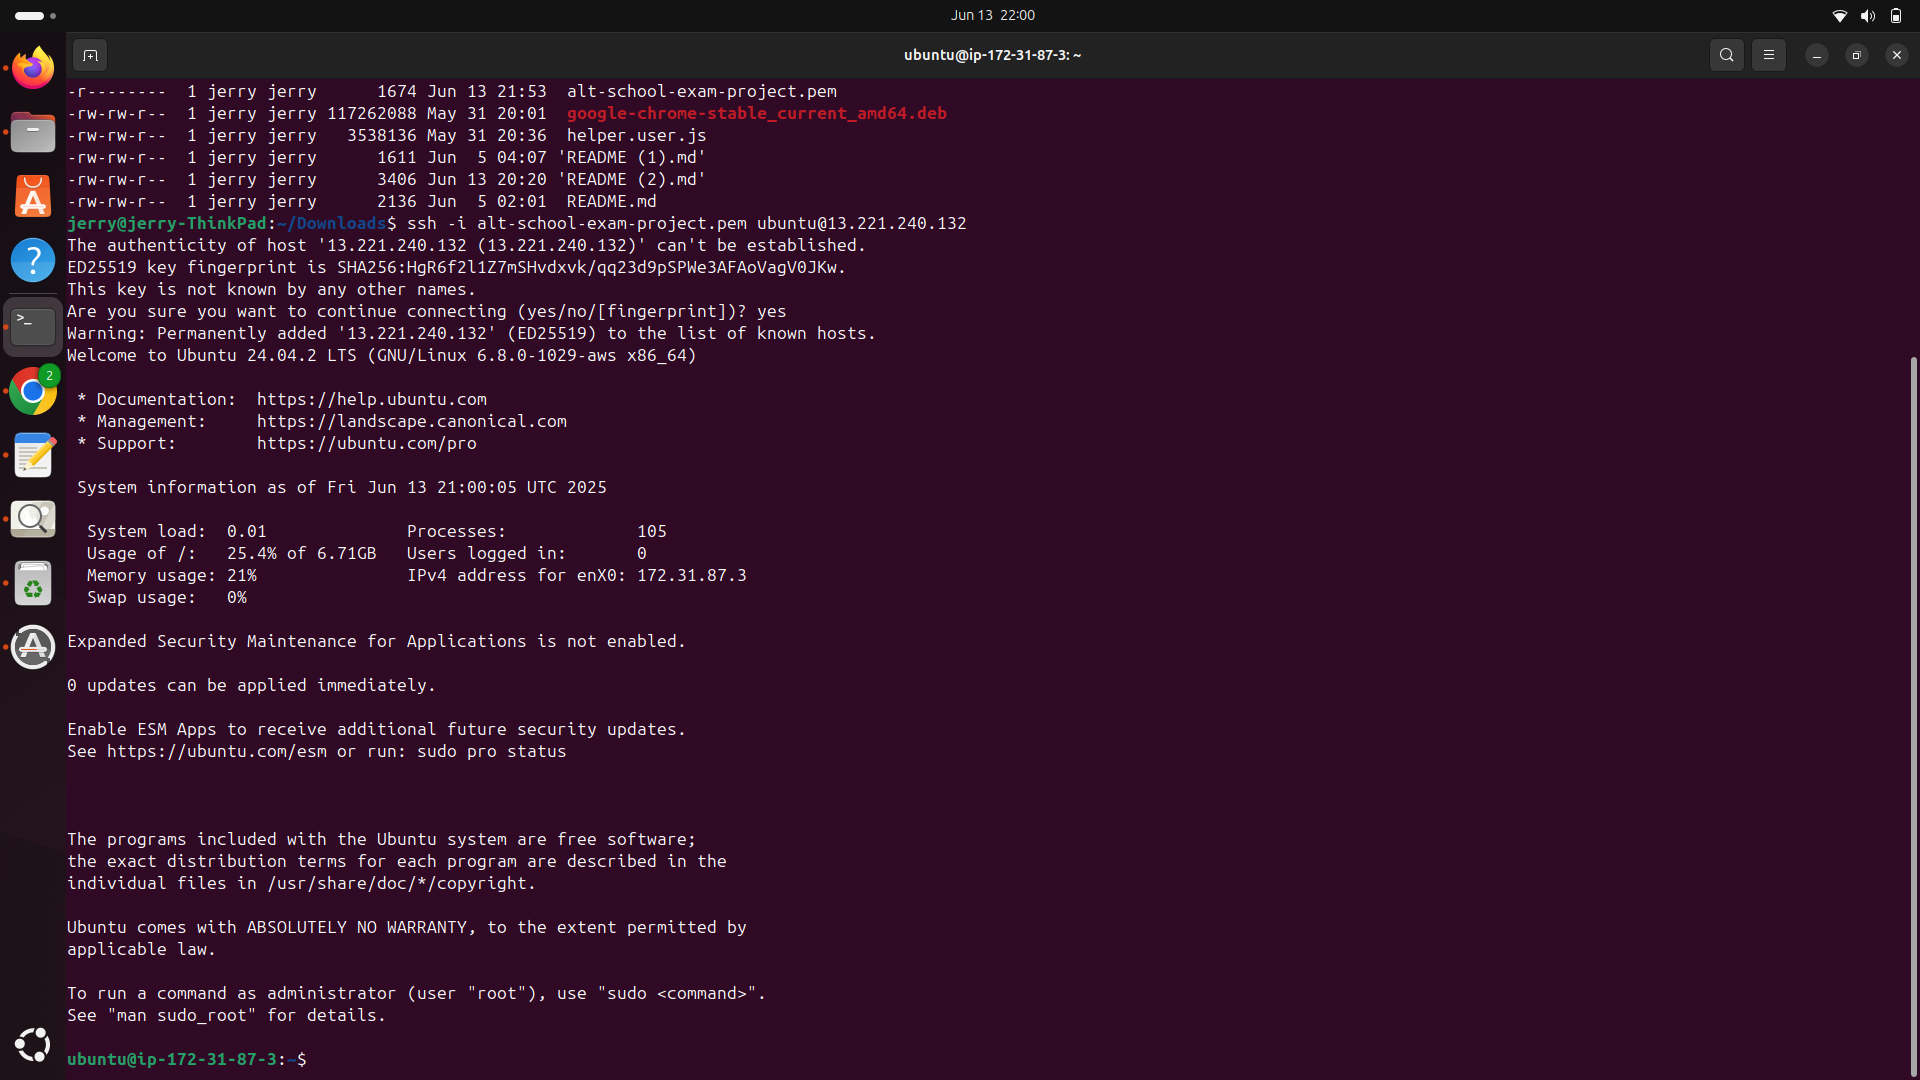 Jun 13  22:00
ubuntu@ip-172-31-87-3: ~
-r--------  1 jerry jerry      1674 Jun 13 21:53  alt-school-exam-project.pem
-rw-rw-r--  1 jerry jerry 117262088 May 31 20:01  google-chrome-stable_current_amd64.deb
-rw-rw-r--  1 jerry jerry   3538136 May 31 20:36  helper.user.js
-rw-rw-r--  1 jerry jerry      1611 Jun  5 04:07 'README (1).md'
-rw-rw-r--  1 jerry jerry      3406 Jun 13 20:20 'README (2).md'
-rw-rw-r--  1 jerry jerry      2136 Jun  5 02:01  README.md
jerry@jerry-ThinkPad:~/Downloads$ ssh -i alt-school-exam-project.pem ubuntu@13.221.240.132
The authenticity of host '13.221.240.132 (13.221.240.132)' can't be established.
ED25519 key fingerprint is SHA256:HgR6f2l1Z7mSHvdxvk/qq23d9pSPWe3AFAoVagV0JKw.
This key is not known by any other names.
Are you sure you want to continue connecting (yes/no/[fingerprint])? yes
Warning: Permanently added '13.221.240.132' (ED25519) to the list of known hosts.
Welcome to Ubuntu 24.04.2 LTS (GNU/Linux 6.8.0-1029-aws x86_64)

 * Documentation:  https://help.ubuntu.com
 * Management:     https://landscape.canonical.com
 * Support:        https://ubuntu.com/pro

 System information as of Fri Jun 13 21:00:05 UTC 2025

  System load:  0.01              Processes:             105
  Usage of /:   25.4% of 6.71GB   Users logged in:       0
  Memory usage: 21%               IPv4 address for enX0: 172.31.87.3
  Swap usage:   0%

Expanded Security Maintenance for Applications is not enabled.

0 updates can be applied immediately.

Enable ESM Apps to receive additional future security updates.
See https://ubuntu.com/esm or run: sudo pro status

The programs included with the Ubuntu system are free software;
the exact distribution terms for each program are described in the
individual files in /usr/share/doc/*/copyright.

Ubuntu comes with ABSOLUTELY NO WARRANTY, to the extent permitted by
applicable law.

To run a command as administrator (user "root"), use "sudo <command>".
See "man sudo_root" for details.

ubuntu@ip-172-31-87-3:~$
2